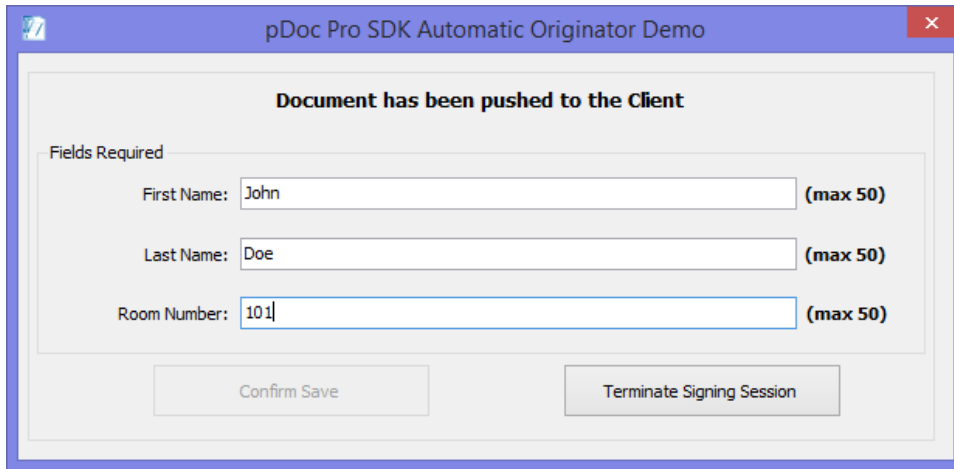 pDoc Pro SDK Automatic Originator Demo
Document has been pushed to the Client
Fields Required
First Name: John (max 50)
Last Name: Doe (max 50)
Room Number: 101 (max 50)
Confirm Save Terminate Signing Session